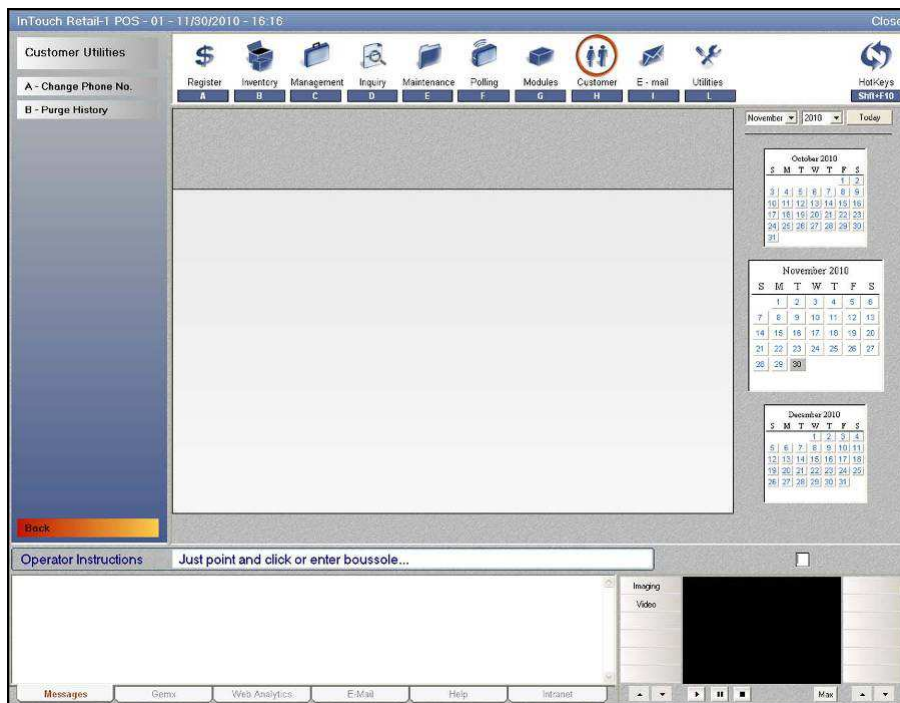 InTouch Retail-1 POS - 01 - 11/30/2010 - 16:16 Close
Customer Utilities
A - Change Phone No.
B - Purge History
Back
Register Inventory Management Inquiry Maintenance Polling Modules Customer E - mail Utilities HotKeys
A B C D E F G H I L Shft+F10
November 2010 Today
October 2010
S M T W T F S
1 2
3 4 5 6 7 8 9
10 11 12 13 14 15 16
17 18 19 20 21 22 23
24 25 26 27 28 29 30
31
November 2010
S M T W T F S
1 2 3 4 5 6
7 8 9 10 11 12 13
14 15 16 17 18 19 20
21 22 23 24 25 26 27
28 29 30
December 2010
S M T W T F S
1 2 3 4
5 6 7 8 9 10 11
12 13 14 15 16 17 18
19 20 21 22 23 24 25
26 27 28 29 30 31
Operator Instructions Just point and click or enter boussole...
Imaging
Video
Messages Gemx Web Analytics E-Mail Help Intranet Max